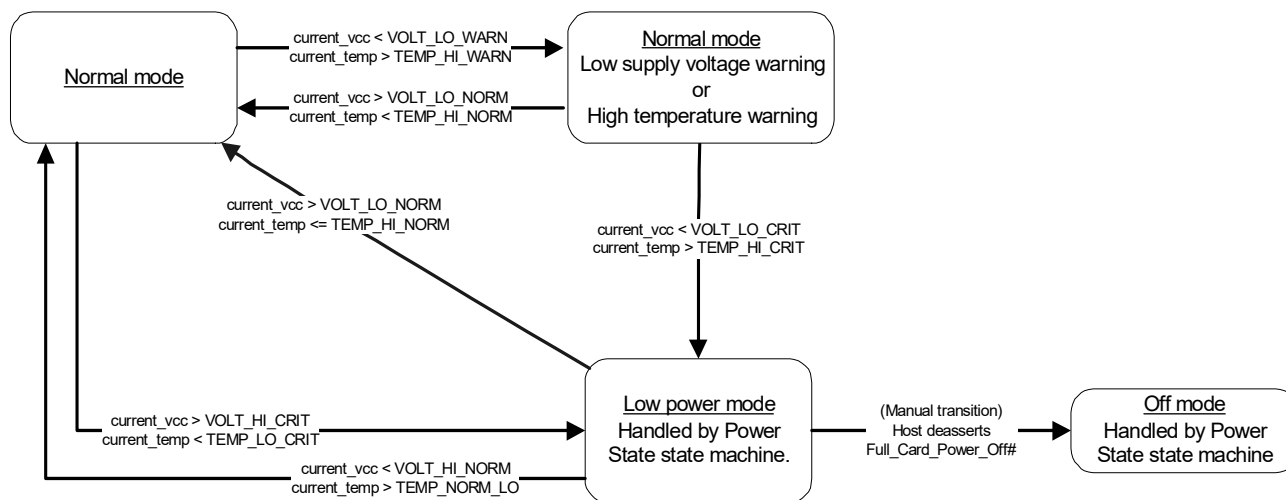 Normal mode
current_vcc < VOLT_LO_WARN
current_temp > TEMP_HI_WARN
current_vcc > VOLT_LO_NORM
current_temp < TEMP_HI_NORM
Normal mode
Low supply voltage warning
or
High temperature warning
current_vcc > VOLT_LO_NORM
current_temp <= TEMP_HI_NORM
current_vcc < VOLT_LO_CRIT
current_temp > TEMP_HI_CRIT
current_vcc > VOLT_HI_CRIT
current_temp < TEMP_LO_CRIT
current_vcc < VOLT_HI_NORM
current_temp > TEMP_NORM_LO
Low power mode
Handled by Power
State state machine.
(Manual transition)
Host deasserts
Full_Card_Power_Off#
Off mode
Handled by Power
State state machine